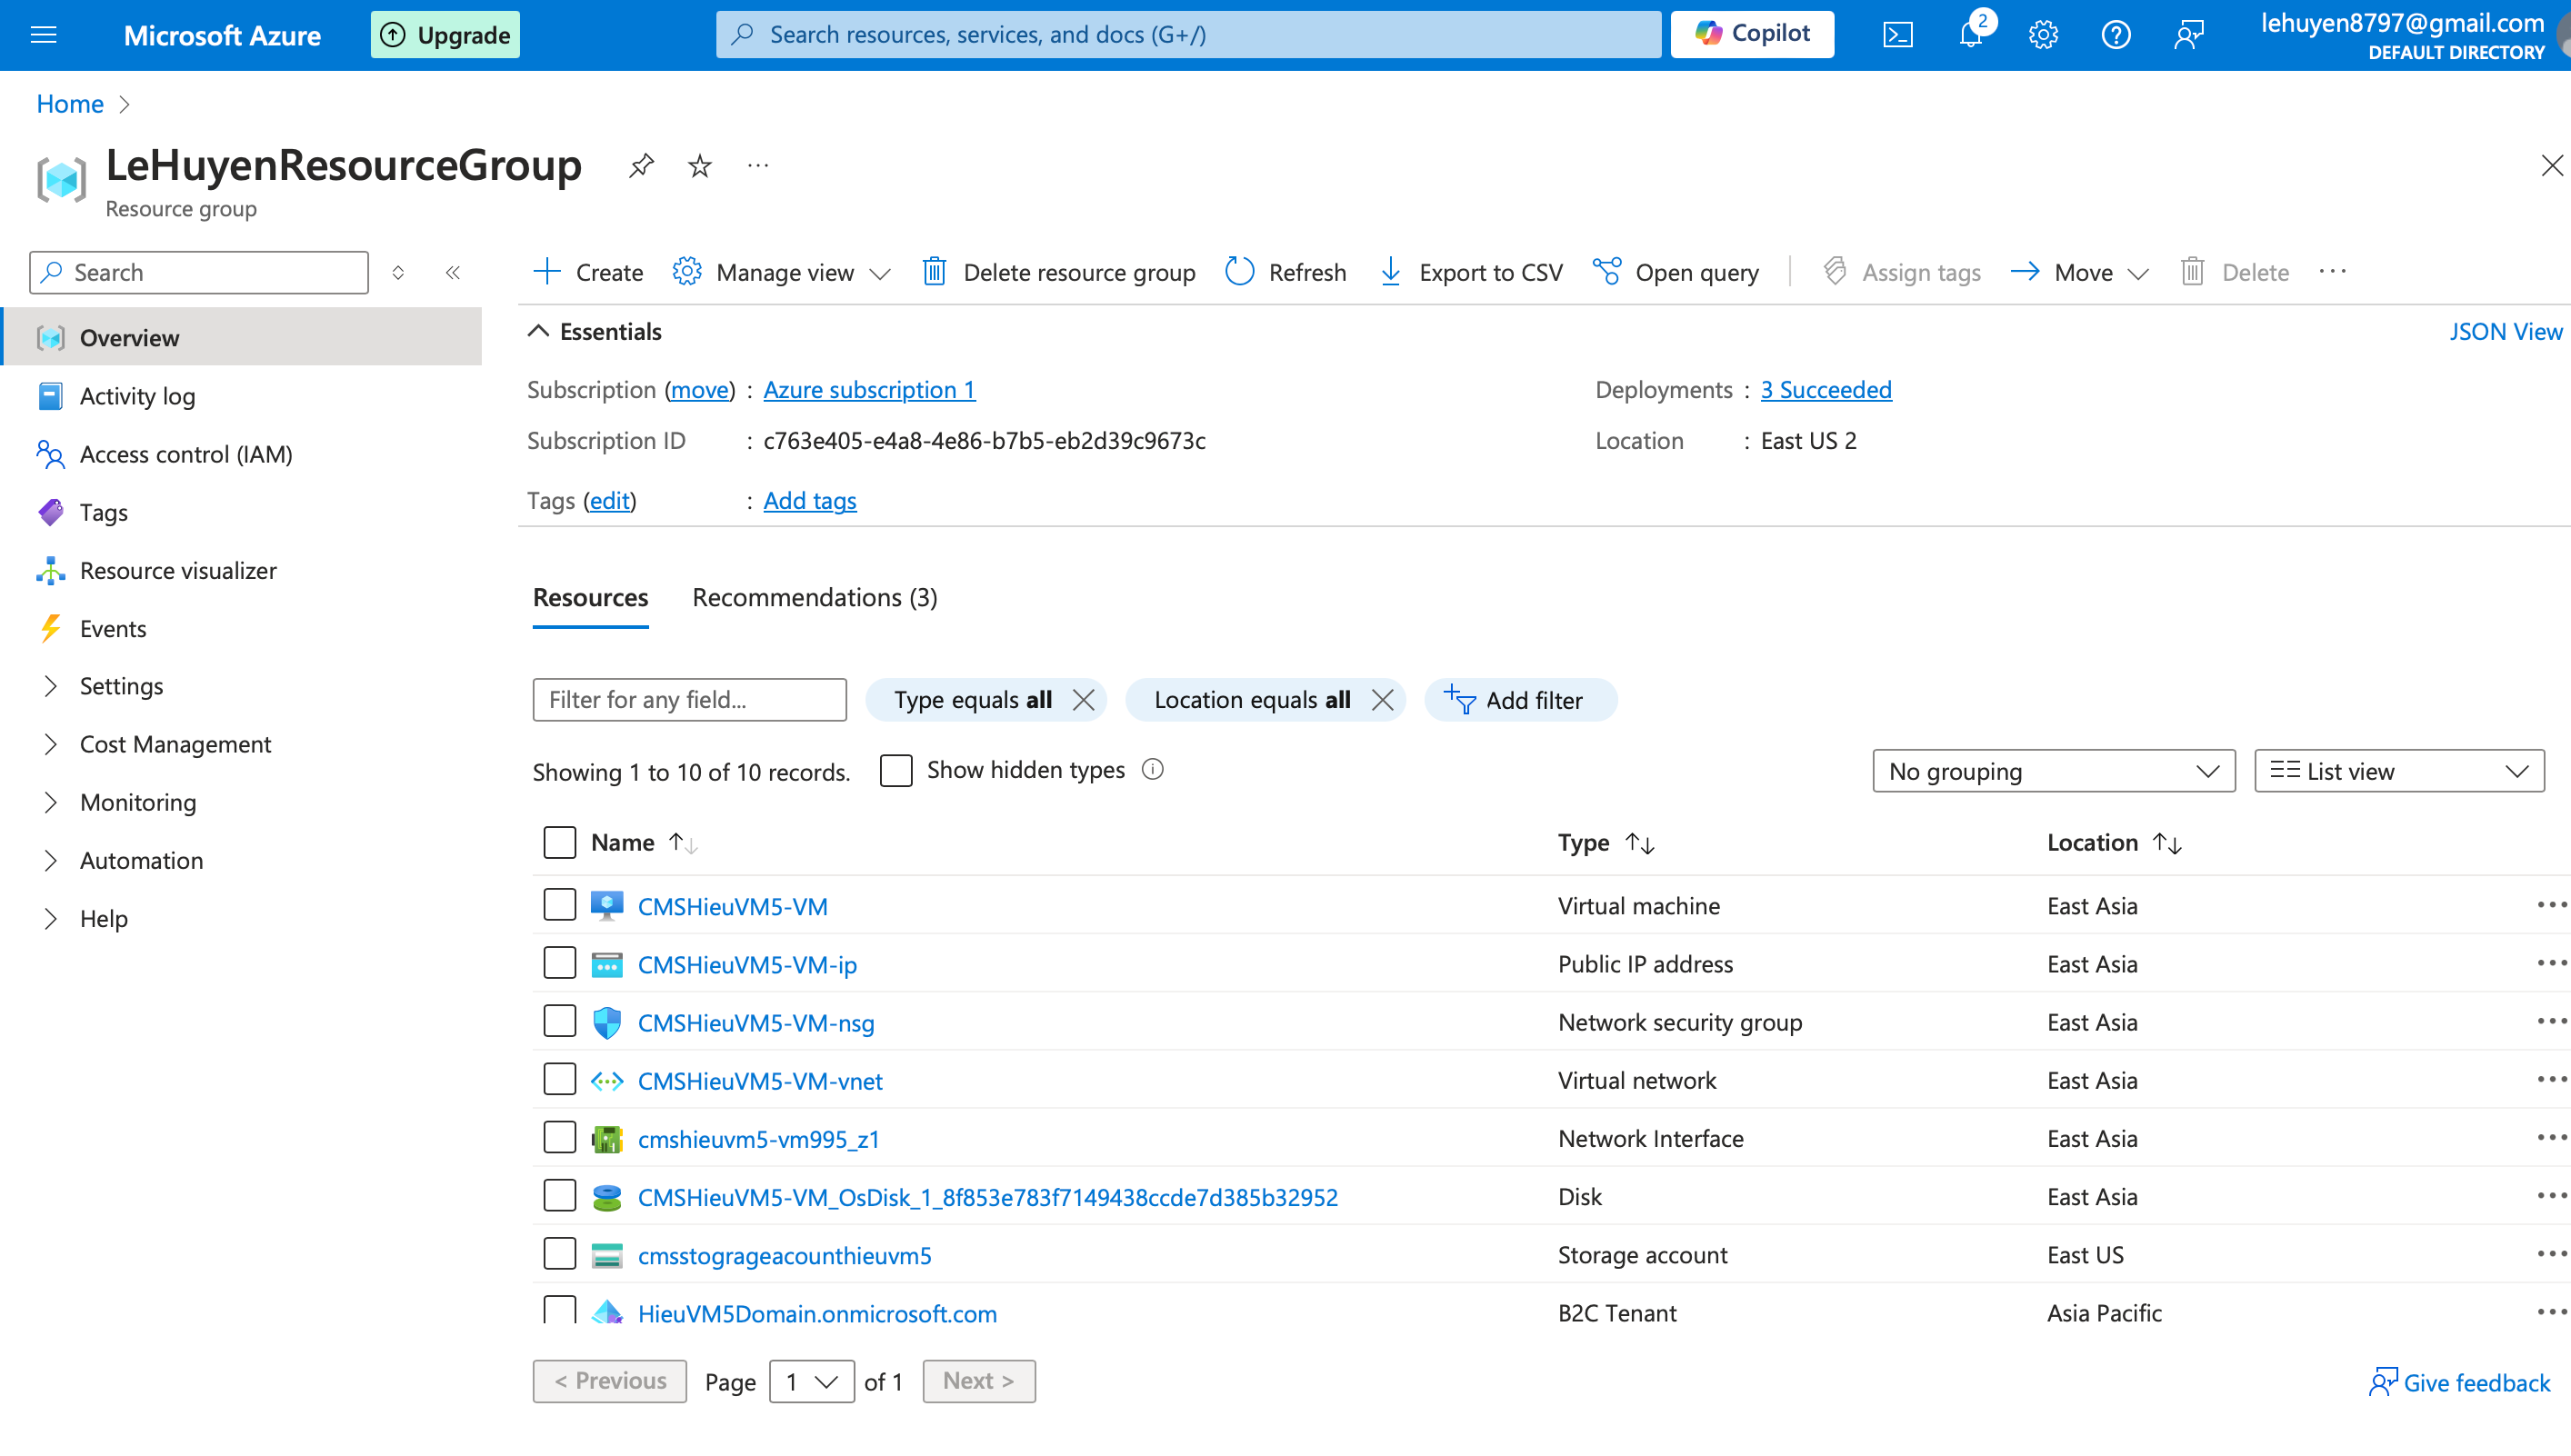 Microsoft Azure
Upgrade
Search resources, services, and docs (G+/)
Copilot
2
lehuyen8797@gmail.com
DEFAULT DIRECTORY
Home
LeHuyenResourceGroup
Resource group
Search
Create
Manage view
Delete resource group
Refresh
Export to CSV
Open query
Assign tags
Move
Delete
Overview
Activity log
Access control (IAM)
Tags
Resource visualizer
Events
Settings
Cost Management
Monitoring
Automation
Help
Essentials
JSON View
Subscription (move) : Azure subscription 1
Subscription ID : c763e405-e4a8-4e86-b7b5-eb2d39c9673c
Tags (edit) : Add tags
Deployments : 3 Succeeded
Location : East US 2
Resources
Recommendations (3)
Filter for any field...
Type equals all
Location equals all
Add filter
Showing 1 to 10 of 10 records.
Show hidden types
No grouping
List view
Name Type Location
CMSHieuVM5-VM Virtual machine East Asia
CMSHieuVM5-VM-ip Public IP address East Asia
CMSHieuVM5-VM-nsg Network security group East Asia
CMSHieuVM5-VM-vnet Virtual network East Asia
cmshieuvm5-vm995_z1 Network Interface East Asia
CMSHieuVM5-VM_OsDisk_1_8f853e783f7149438ccde7d385b32952 Disk East Asia
cmsstogrageacounthieuvm5 Storage account East US
HieuVM5Domain.onmicrosoft.com B2C Tenant Asia Pacific
< Previous Page 1 of 1 Next >
Give feedback